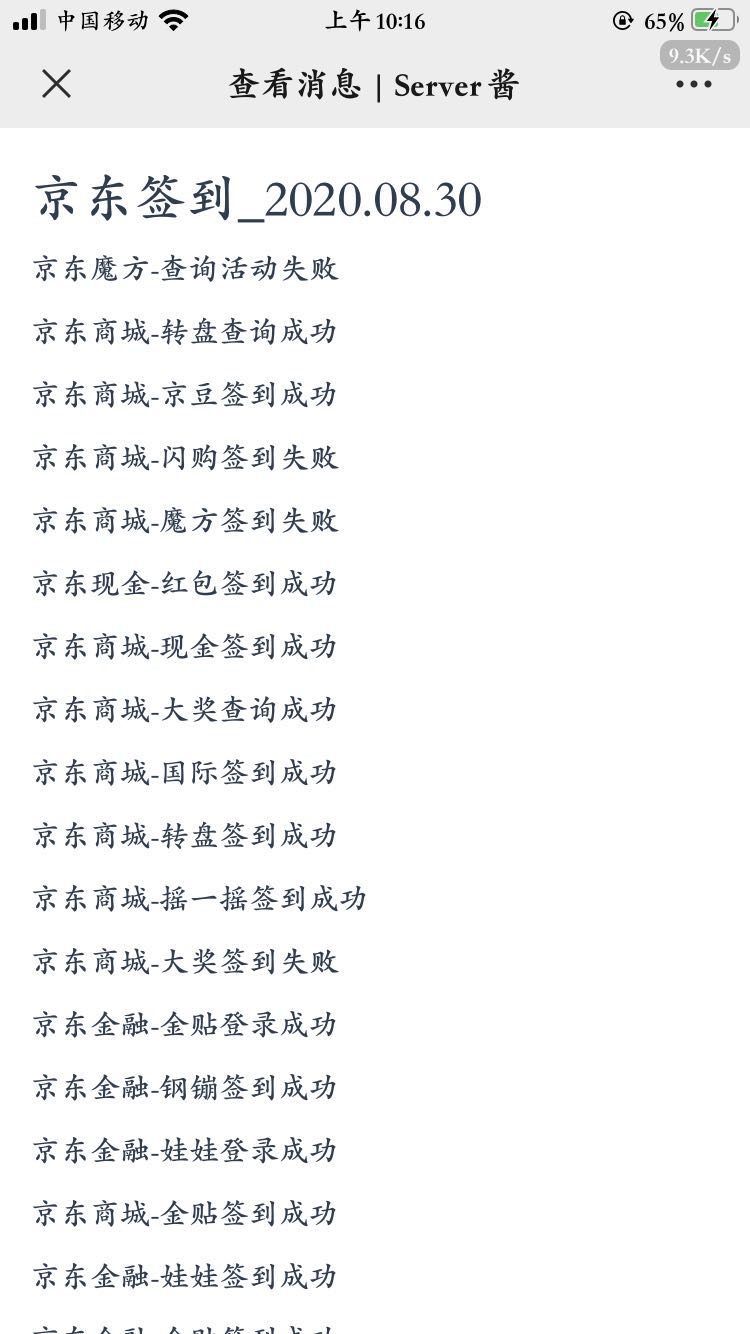 中国移动 上午 10:16 65%
9.3K/s
查看消息 | Server 酱
京东签到_2020.08.30
京东魔方-查询活动失败
京东商城-转盘查询成功
京东商城-京豆签到成功
京东商城-闪购签到失败
京东商城-魔方签到失败
京东现金-红包签到成功
京东商城-现金签到成功
京东商城-大奖查询成功
京东商城-国际签到成功
京东商城-转盘签到成功
京东商城-摇一摇签到成功
京东商城-大奖签到失败
京东金融-金贴登录成功
京东金融-钢镚签到成功
京东金融-娃娃登录成功
京东商城-金贴签到成功
京东金融-娃娃签到成功